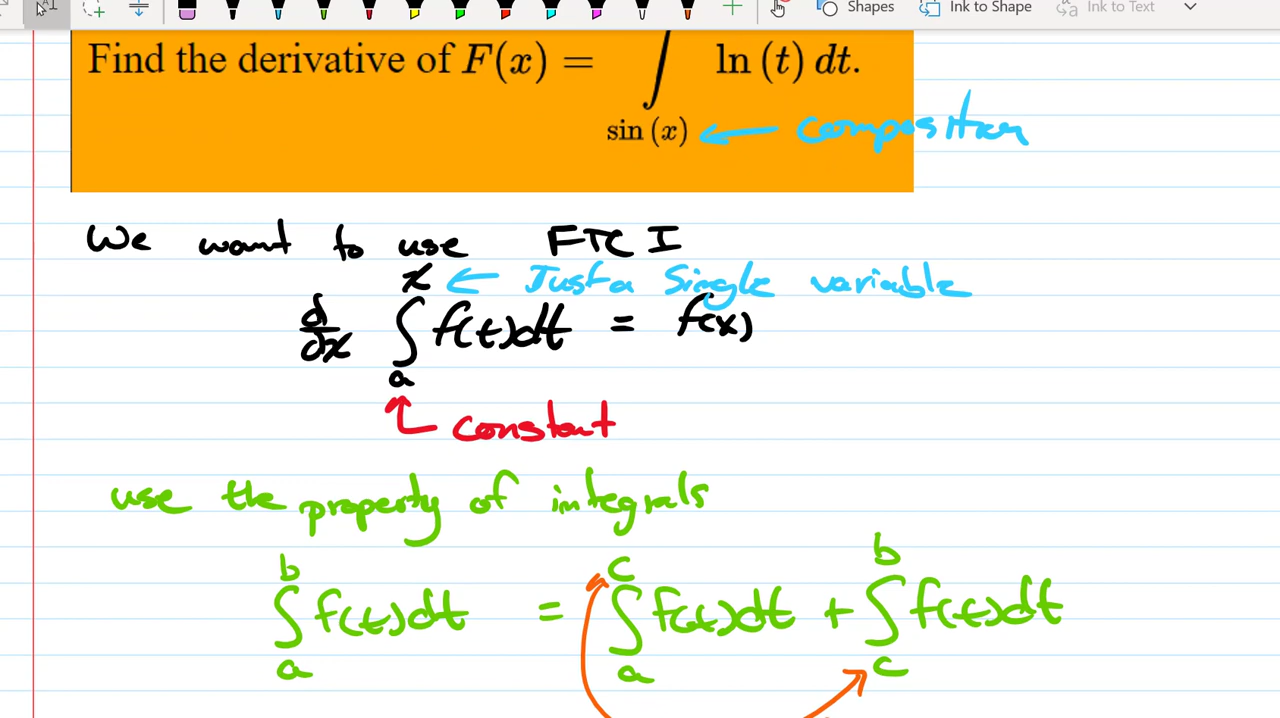 Shapes Ink to Shape Ink to Text
Find the derivative of F(x) = ∫ ln (t) dt.
sin (x) ← composition
We want to use FTC I
x ← Just a single variable
d/dx ∫ f(t)dt = f(x)
a
constant
use the property of integrals
b c b
∫ f(t)dt = ∫ f(t)dt + ∫ f(t)dt
a a c